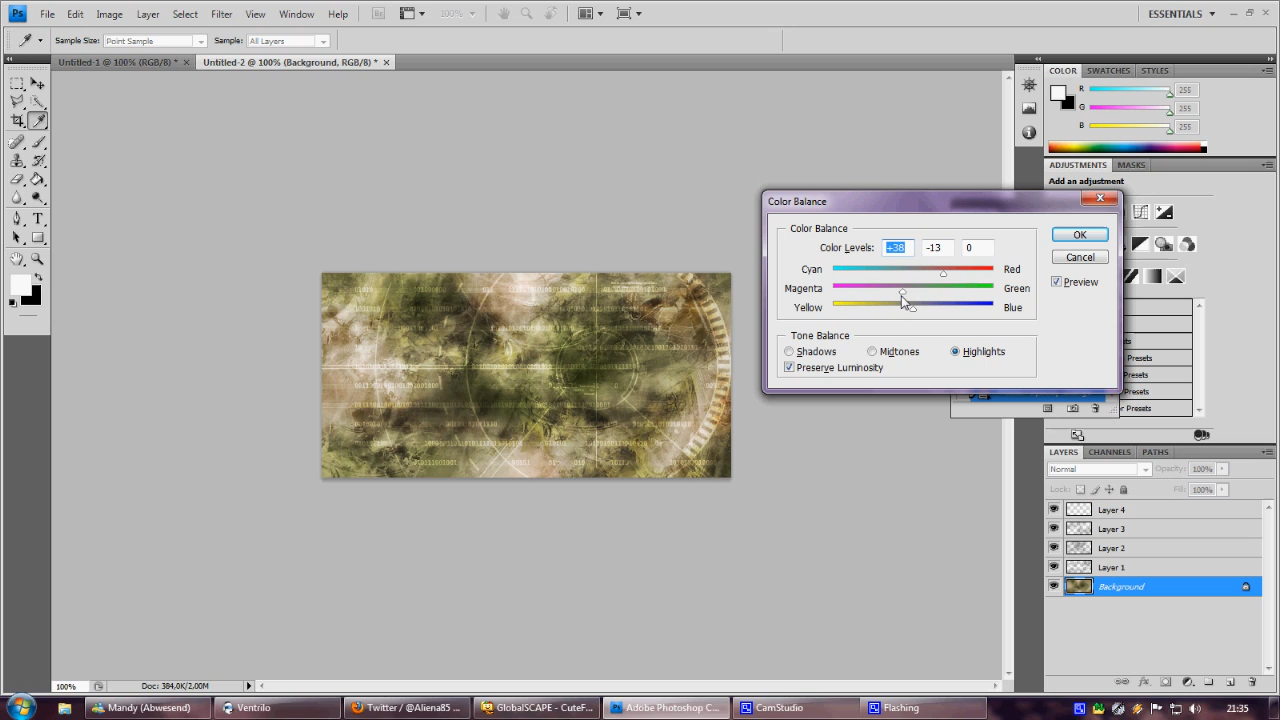 Ps File Edit Image Layer Select Filter View Window Help Br 100% ESSENTIALS
Sample Size: Point Sample Sample: All Layers
Untitled-1 @ 100% (RGB/8) * Untitled-2 @ 100% (Background, RGB/8) *
COLOR SWATCHES STYLES
R 255
G 255
B 255
ADJUSTMENTS MASKS
Add an adjustment
Color Balance
Color Balance
Color Levels: +38 -13 0
OK
Cyan Red
Cancel
Magenta Green
Preview
Yellow Blue
Tone Balance
Shadows Midtones Highlights
Preserve Luminosity
Presets
Presets
Presets
r Presets
LAYERS CHANNELS PATHS
Normal Opacity: 100%
Lock: Fill: 100%
Layer 4
Layer 3
Layer 2
Layer 1
Background
100% Doc: 384,0K/2,00M
Mandy (Abwesend) Ventrilo Twitter / @Aliena85 ... GlobalSCAPE - CuteF... Adobe Photoshop C... CamStudio Flashing 21:35